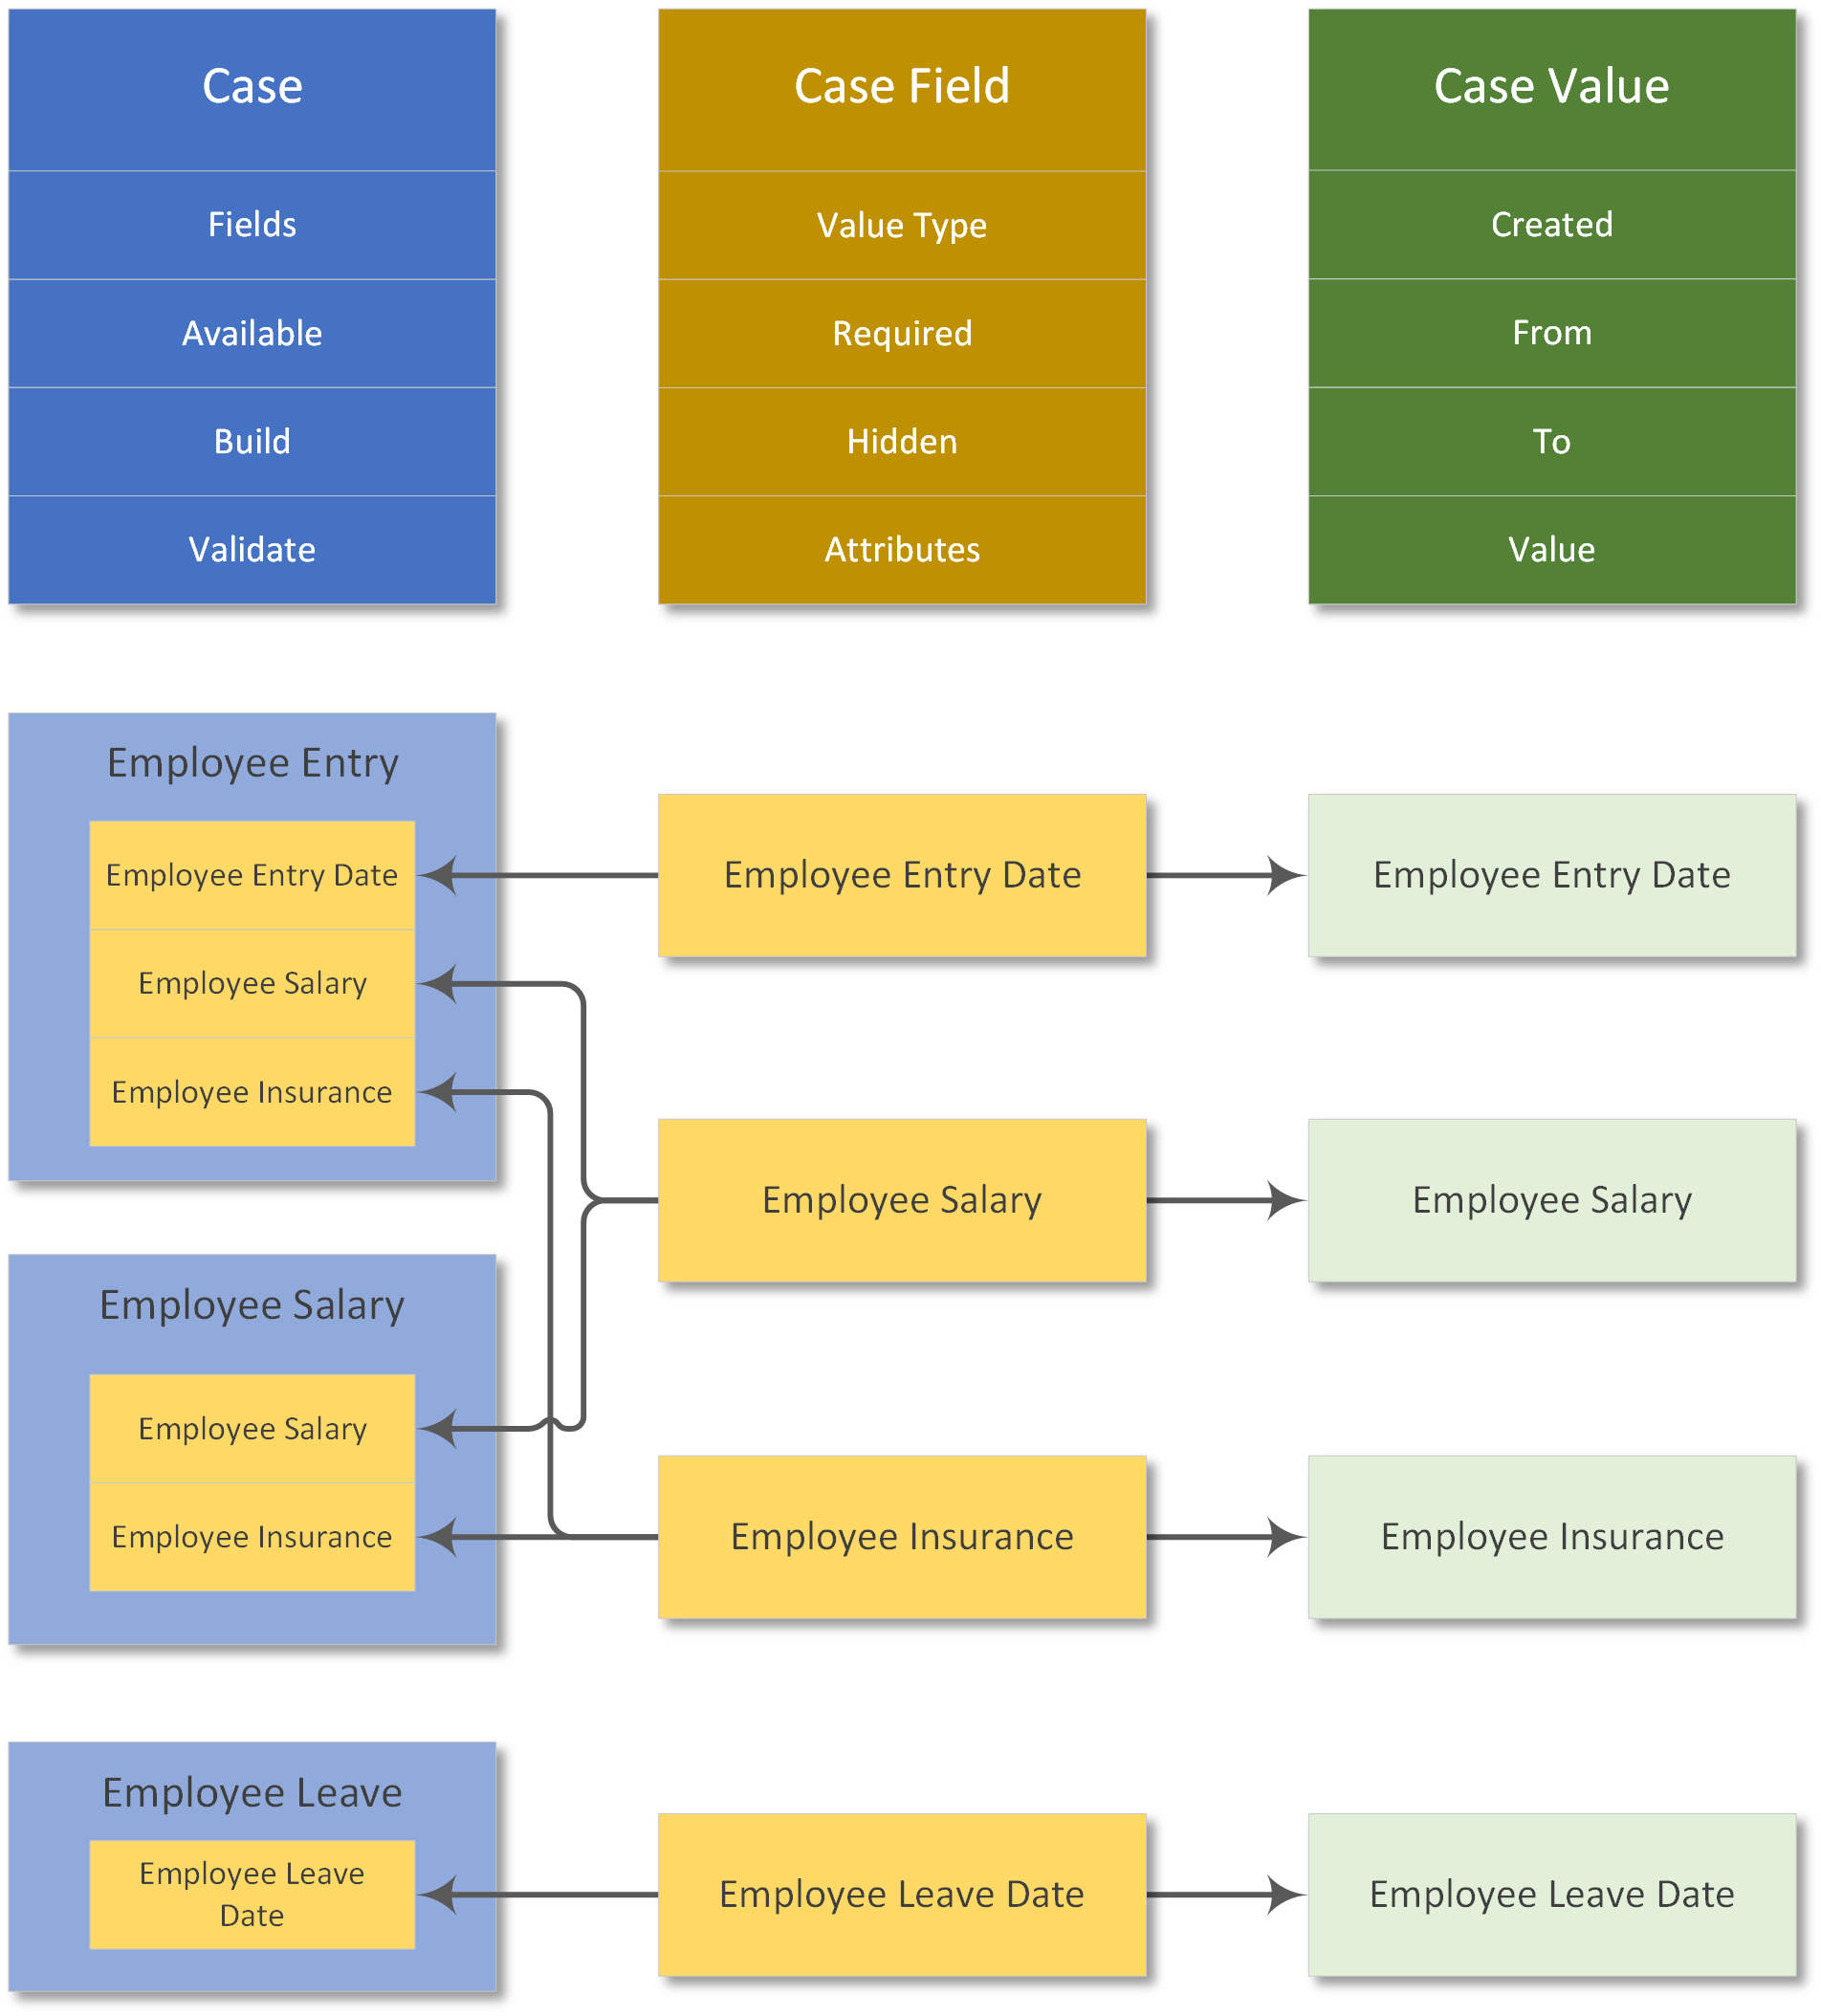 Case
Fields
Available
Build
Validate
Case Field
Value Type
Required
Hidden
Attributes
Case Value
Created
From
To
Value
Employee Entry
Employee Entry Date
Employee Salary
Employee Insurance
Employee Salary
Employee Salary
Employee Insurance
Employee Leave
Employee Leave
Date
Employee Entry Date
Employee Salary
Employee Insurance
Employee Leave Date
Employee Entry Date
Employee Salary
Employee Insurance
Employee Leave Date